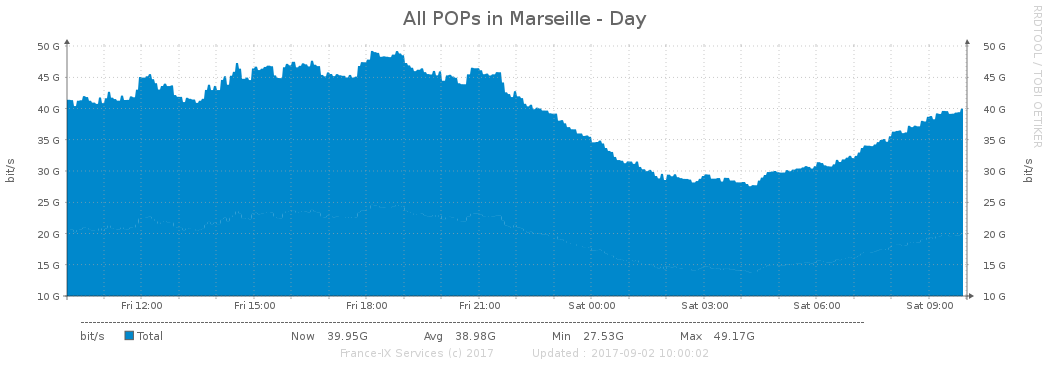 All POPs in Marseille - Day
RRDTOOL / TOBI OETIKER
bit/s
50 G
45 G
40 G
35 G
30 G
25 G
20 G
15 G
10 G
50 G
45 G
40 G
35 G
30 G
25 G
20 G
15 G
10 G
bit/s
Fri 12:00 Fri 15:00 Fri 18:00 Fri 21:00 Sat 00:00 Sat 03:00 Sat 06:00 Sat 09:00
bit/s Total Now 39.95G Avg 38.98G Min 27.53G Max 49.17G
France-IX Services (c) 2017 Updated : 2017-09-02 10:00:02